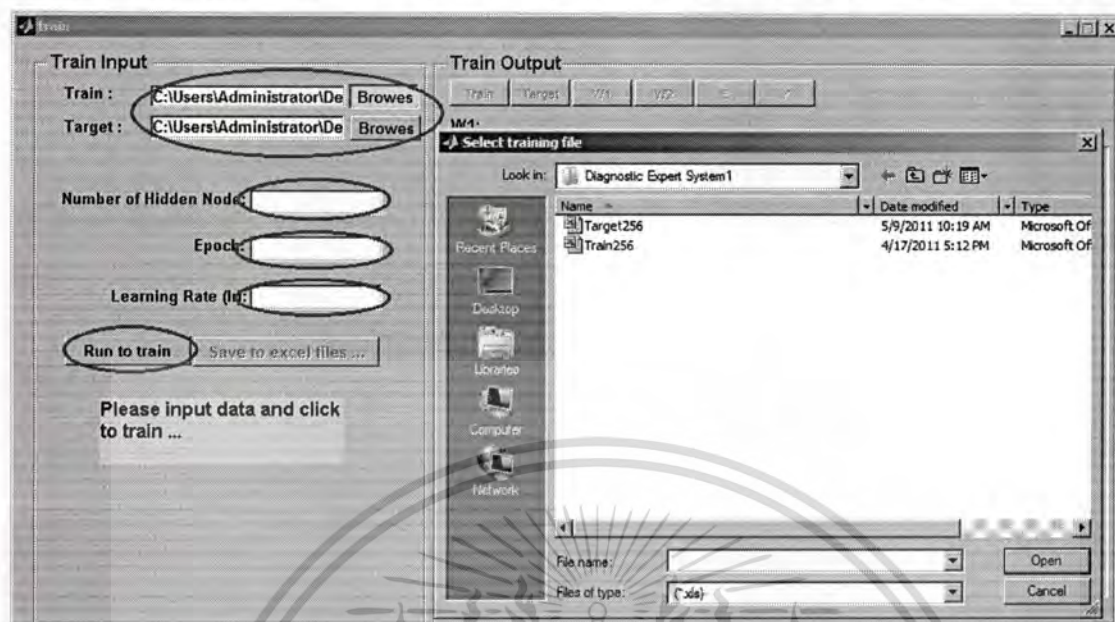 train
Train Input
Train :
C:\Users\Administrator\De
Browes
Target :
C:\Users\Administrator\De
Browes
Number of Hidden Node:
Epoch:
Learning Rate (lr):
Run to train
Save to excel files ...
Please input data and click
to train ...
Train Output
Train
Target
W1
W2
W1:
Select training file
Look in:
Diagnostic Expert System1
Name
Date modified
Type
Target256
5/9/2011 10:19 AM
Microsoft Of
Train256
4/17/2011 5:12 PM
Microsoft Of
Recent Places
Desktop
Libraries
Computer
Network
File name:
Open
Files of type:
(*.xls)
Cancel